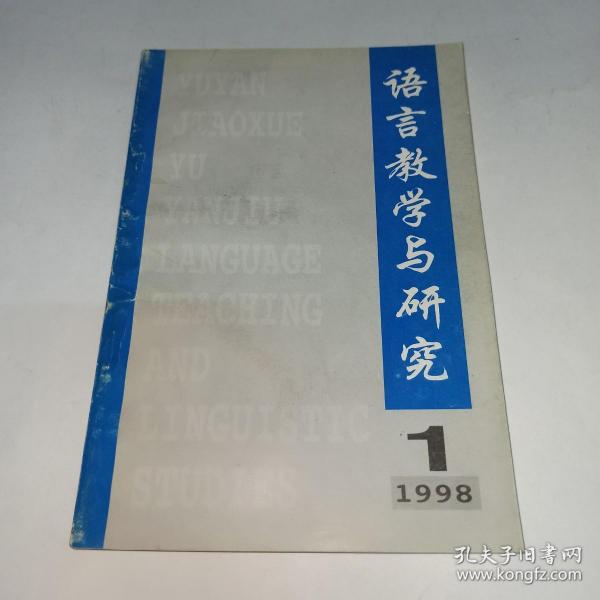 语言教学与研究
YUYAN
JIAOXUE
YU
YANJIU
LANGUAGE
TEACHING
AND
LINGUISTIC
STUDIES
1
1998
孔夫子旧书网
www.kongfz.com